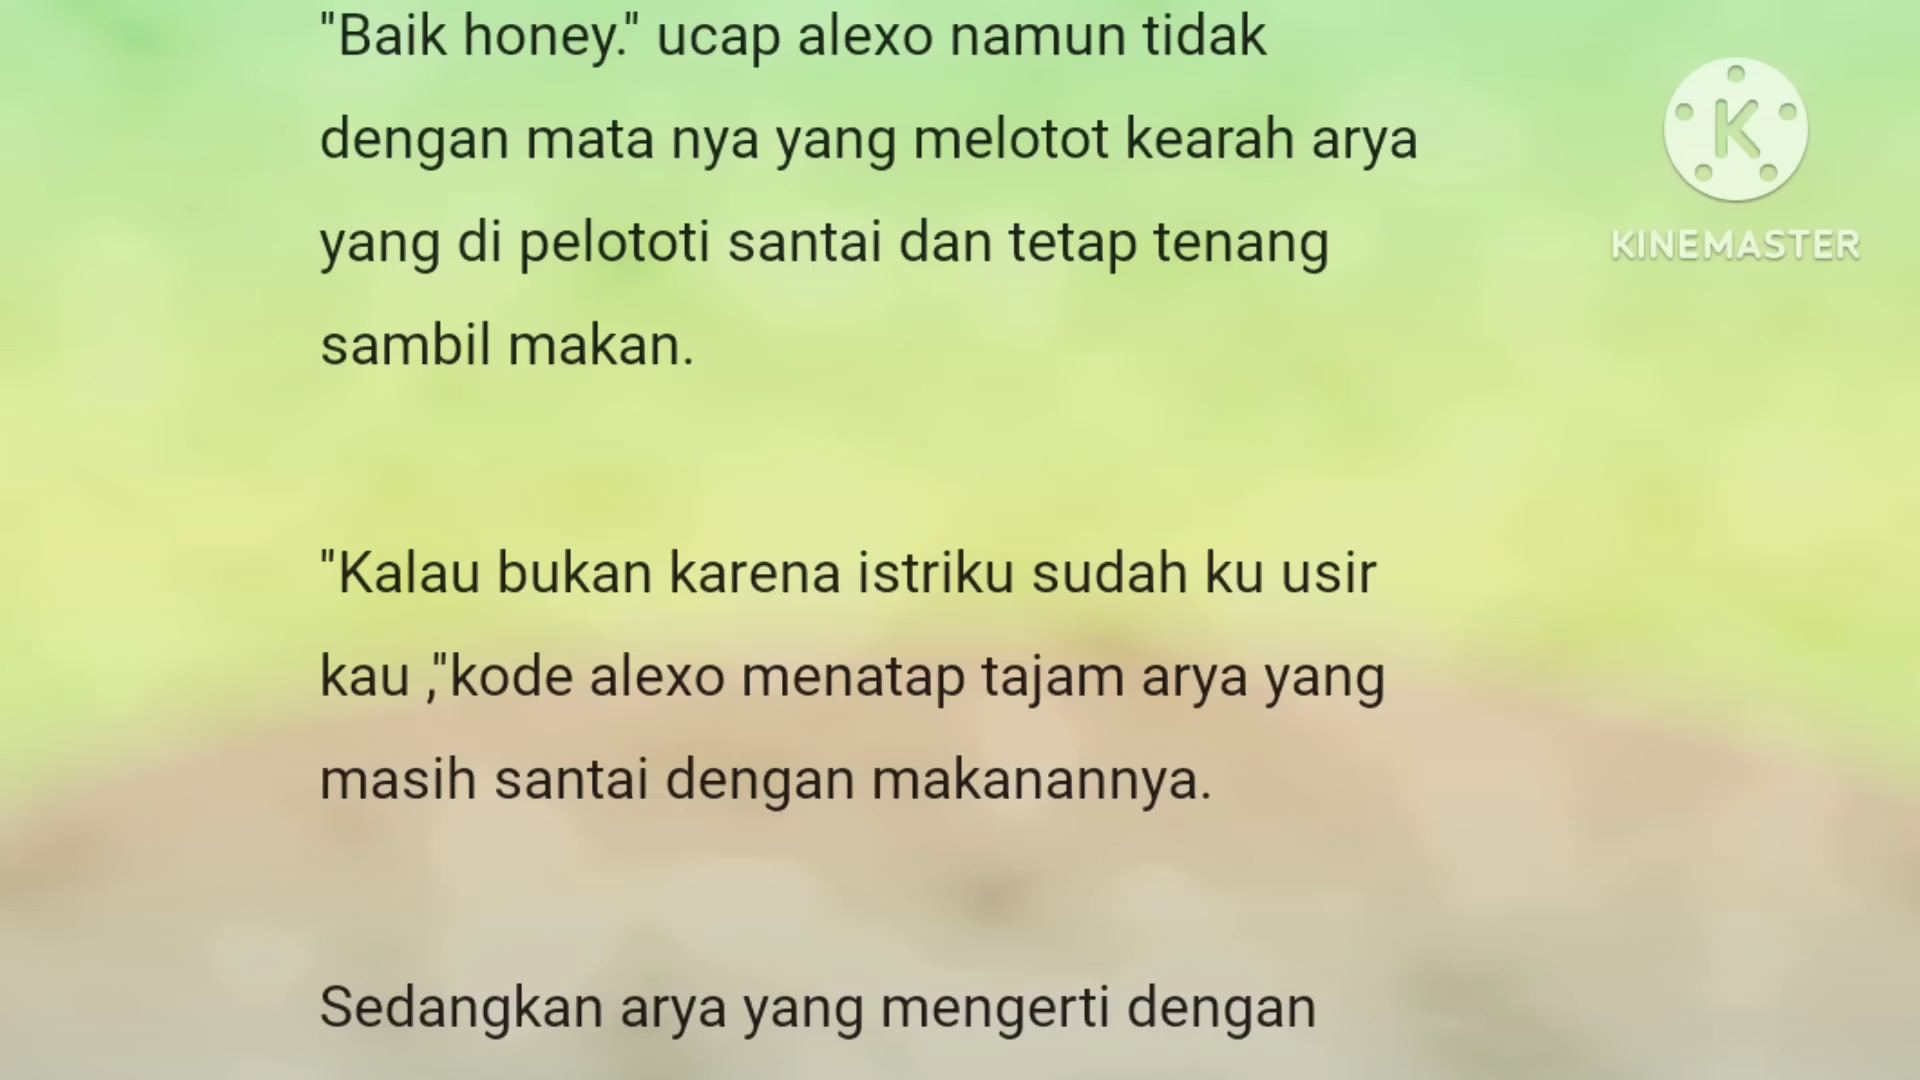 "Baik honey." ucap alexo namun tidak
dengan mata nya yang melotot kearah arya
yang di pelototi santai dan tetap tenang
sambil makan.
"Kalau bukan karena istriku sudah ku usir
kau ,"kode alexo menatap tajam arya yang
masih santai dengan makanannya.
Sedangkan arya yang mengerti dengan
K
KINEMASTER